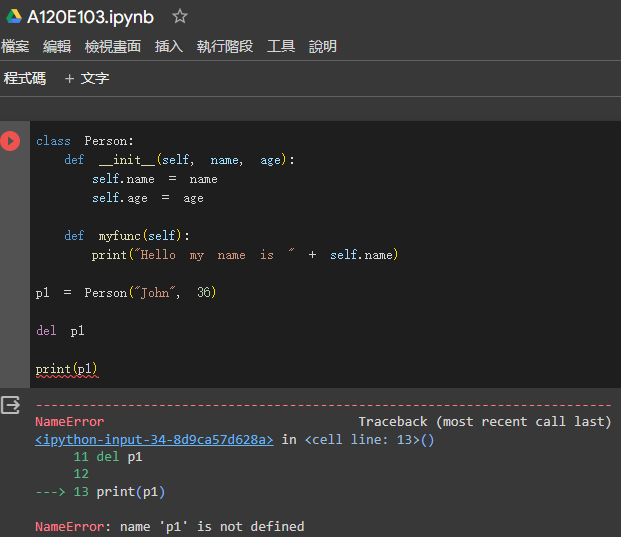 A120E103.ipynb ☆
檔案 編輯 檢視畫面 插入 執行階段 工具 說明
程式碼 + 文字
class Person:
    def __init__(self, name, age):
        self.name = name
        self.age = age
    def myfunc(self):
        print("Hello my name is " + self.name)
p1 = Person("John", 36)
del p1
print(p1)
---------------------------------------------------------------------------
NameError                                 Traceback (most recent call last)
<ipython-input-34-8d9ca57d628a> in <cell line: 13>()
     11 del p1
     12
---> 13 print(p1)
NameError: name 'p1' is not defined